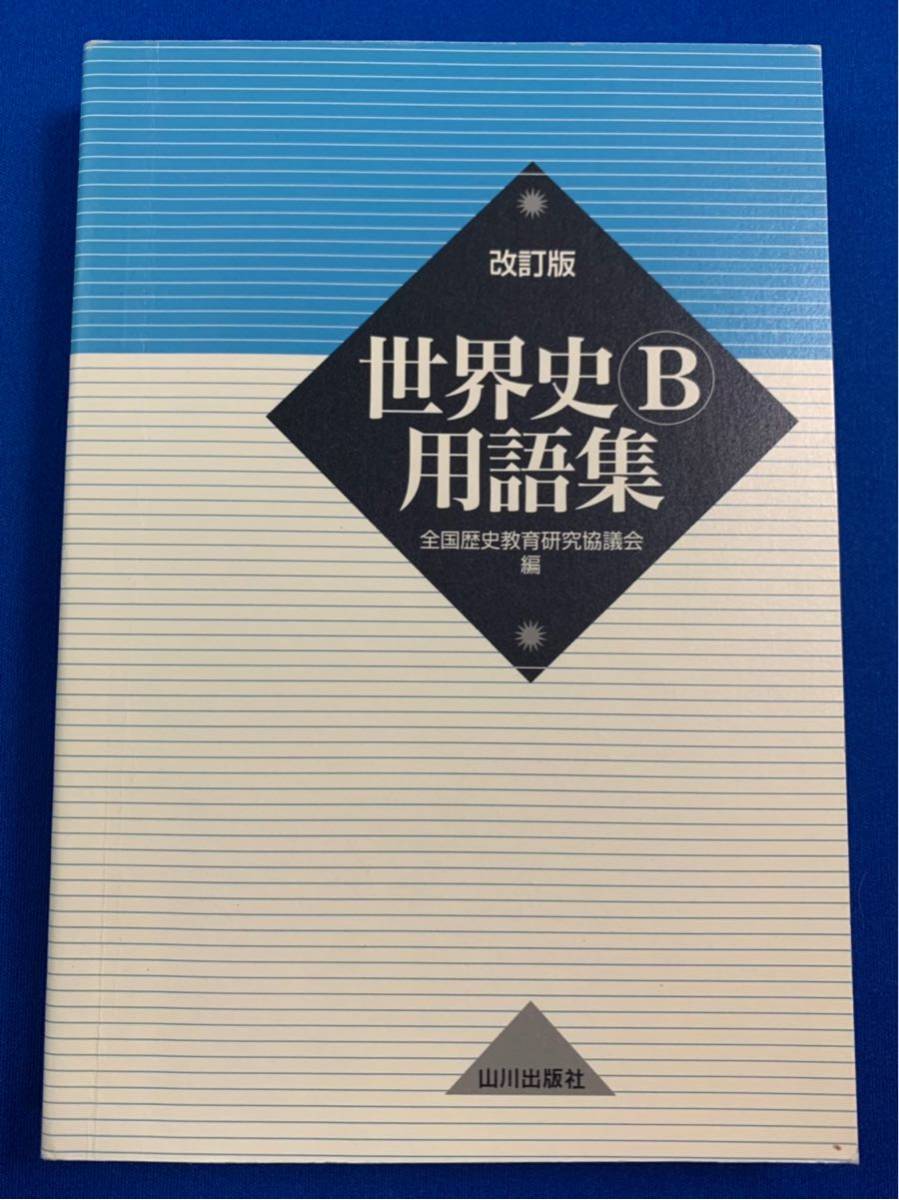 改訂版
世界史Ⓑ
用語集
全国歴史教育研究協議会
編
山川出版社